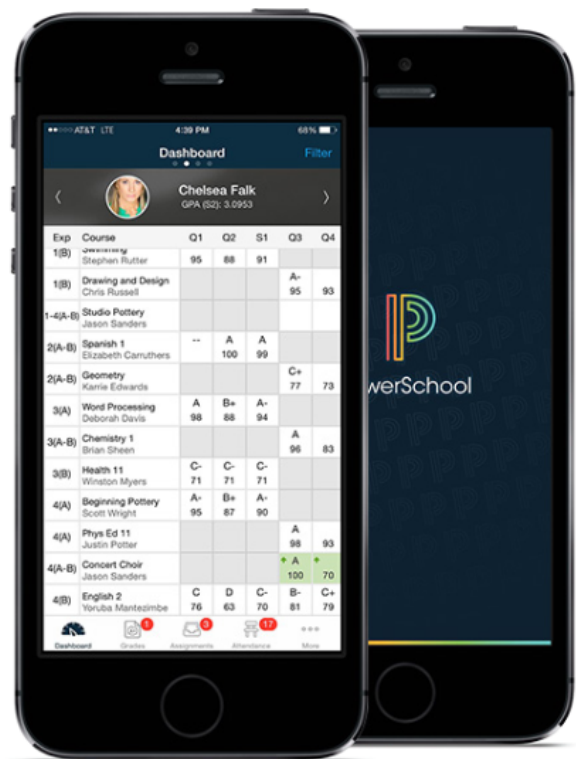 AT&T LTE 4:39 PM 68%
Dashboard Filter
Chelsea Falk
GPA (S2): 3.0953
Exp Course Q1 Q2 S1 Q3 Q4
1(B) Swimming 95 88 91
Stephen Rutter
1(B) Drawing and Design A- 95 93
Chris Russell
1-4(A-B) Studio Pottery
Jason Sanders
2(A-B) Spanish 1 -- A 100 A 99
Elizabeth Carruthers
2(A-B) Geometry C+ 77 73
Karrie Edwards
3(A) Word Processing A 98 B+ 88 A- 94
Deborah Davis
3(A-B) Chemistry 1 A 96 83
Brian Sheen
3(B) Health 11 C- 71 C- 71 C- 71
Winston Myers
4(A) Beginning Pottery A- 95 B+ 87 A- 90
Scott Wright
4(A) Phys Ed 11 A 98 93
Justin Potter
4(A-B) Concert Choir A 100 70
Jason Sanders
4(B) English 2 C 76 D 63 C- 70 B- 81 C+ 79
Yoruba Mantezimbe
1 3 17
Dashboard Grades Assignments Attendance More
werSchool